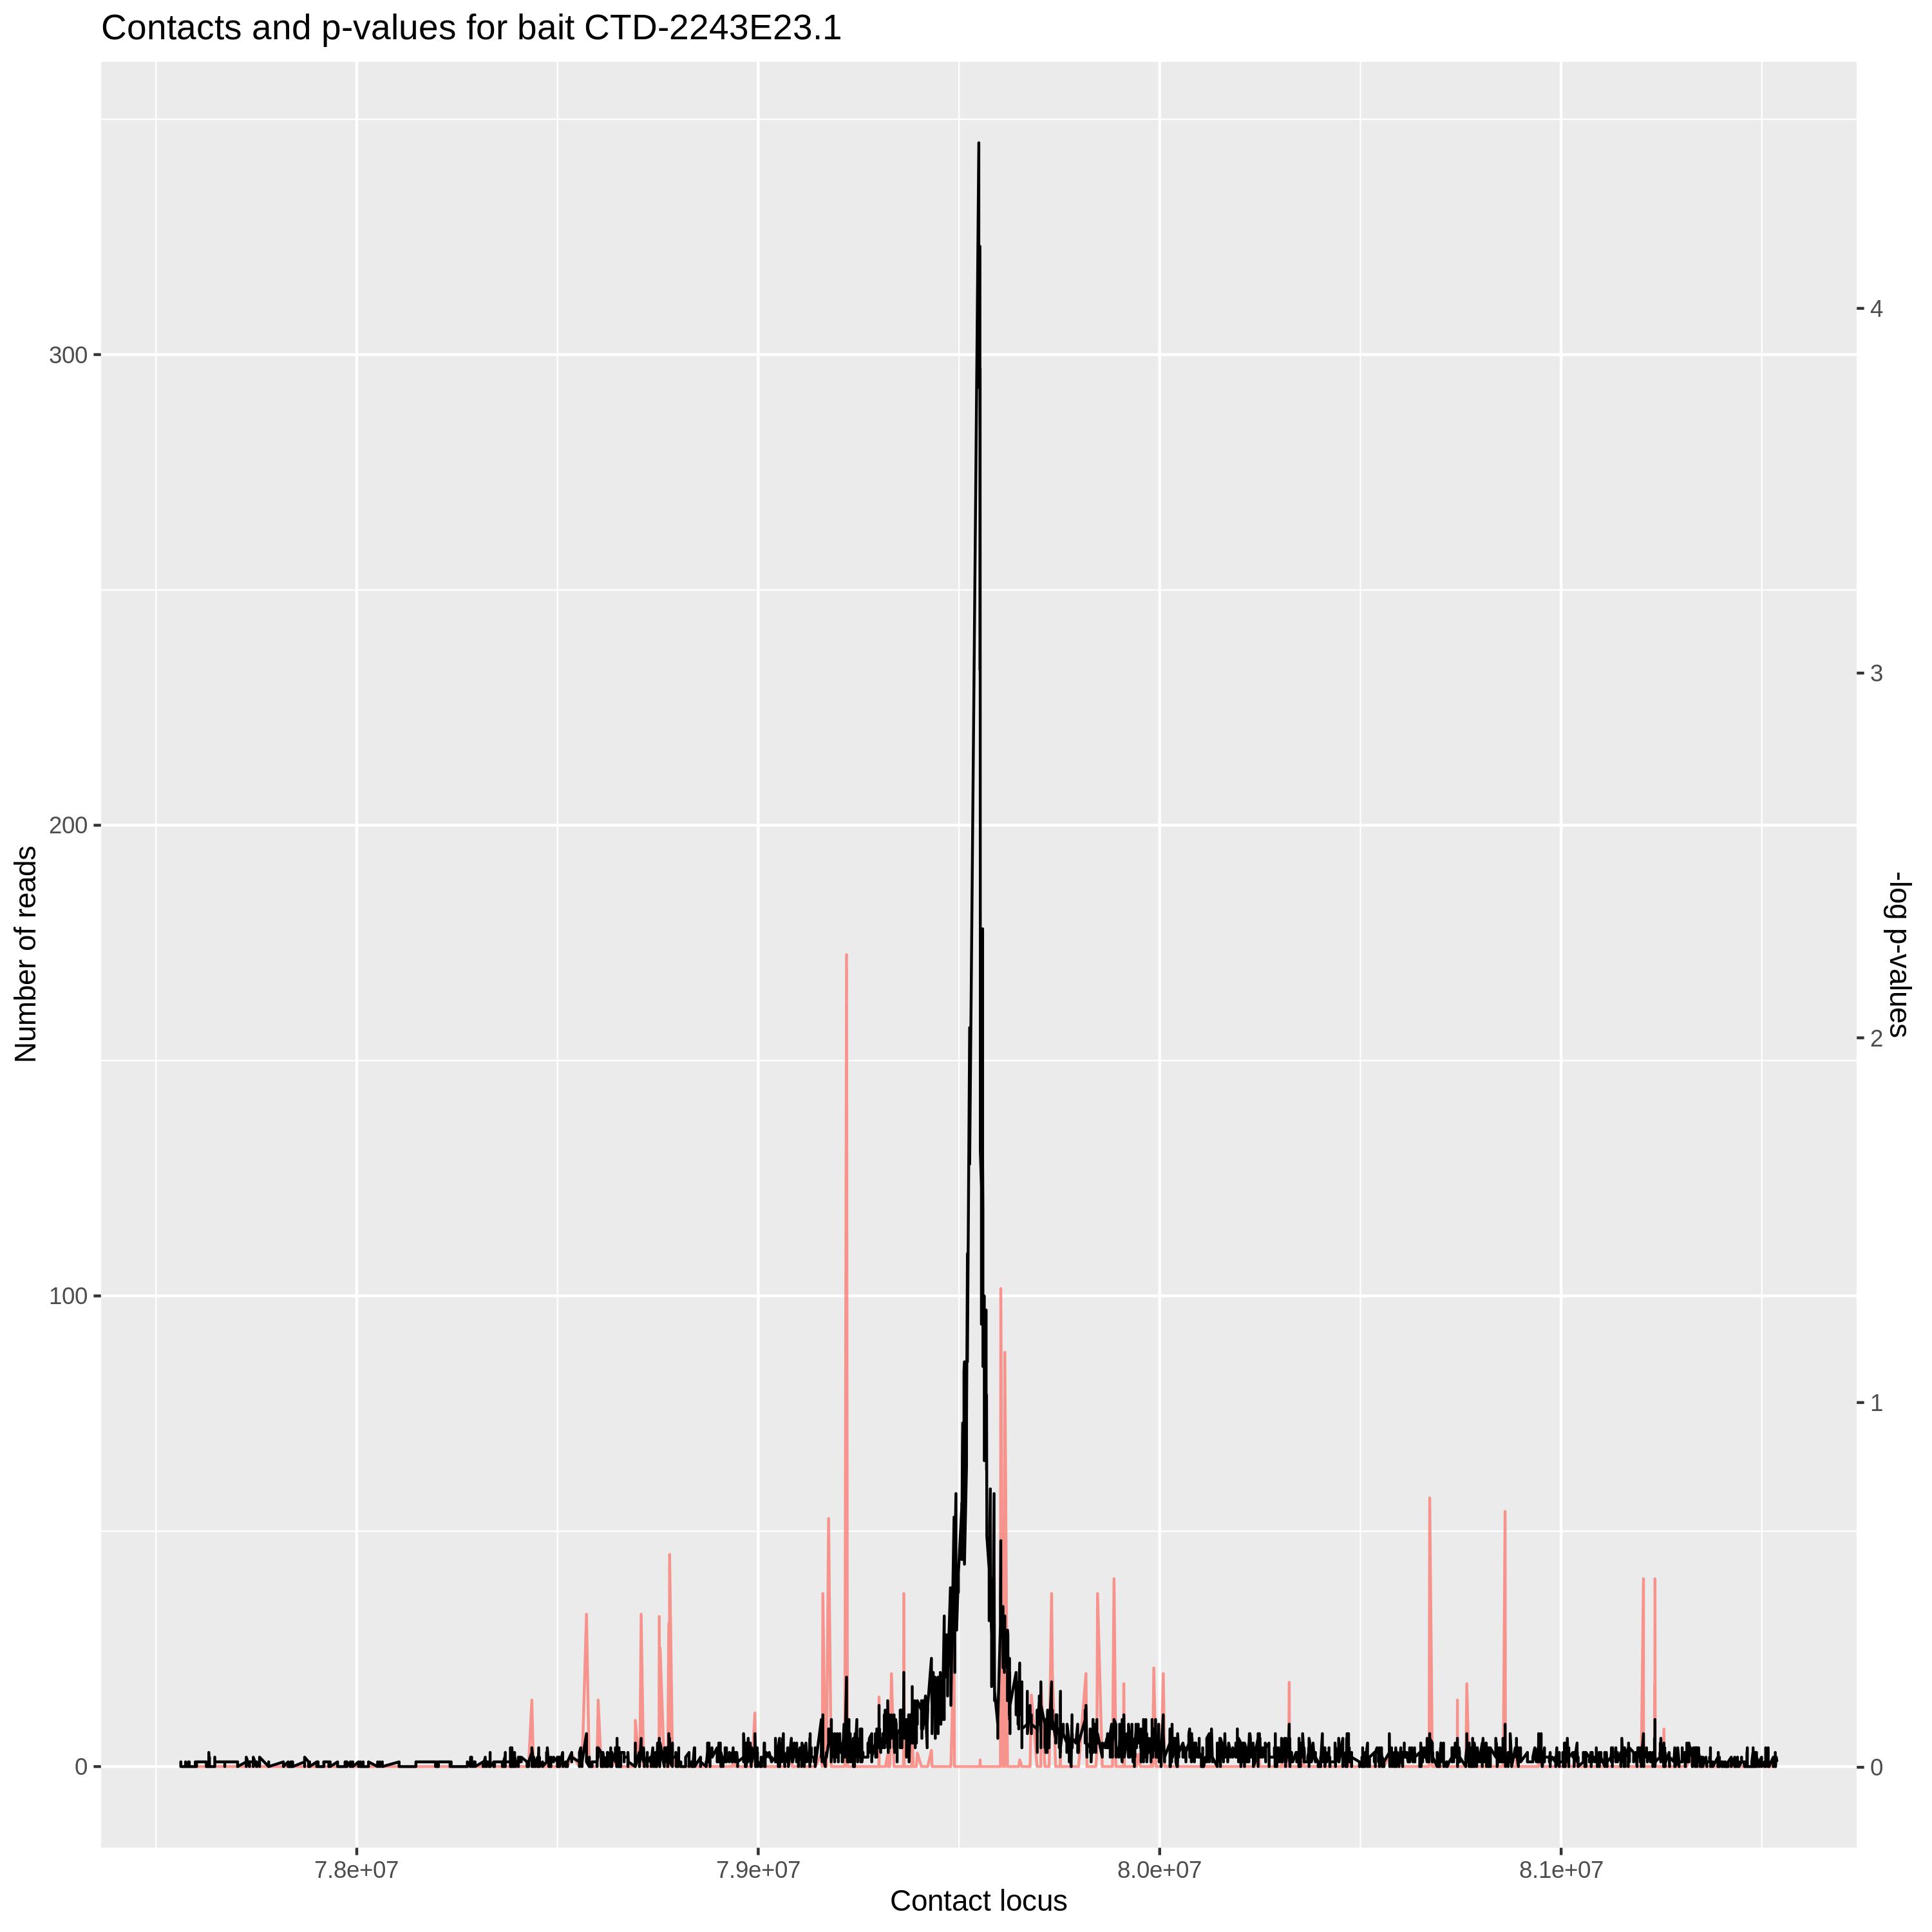 Contacts and p-values for bait CTD-2243E23.1
Number of reads
300
200
100
0
4
3
2
1
0
-log p-values
7.8e+07 7.9e+07 8.0e+07 8.1e+07
Contact locus